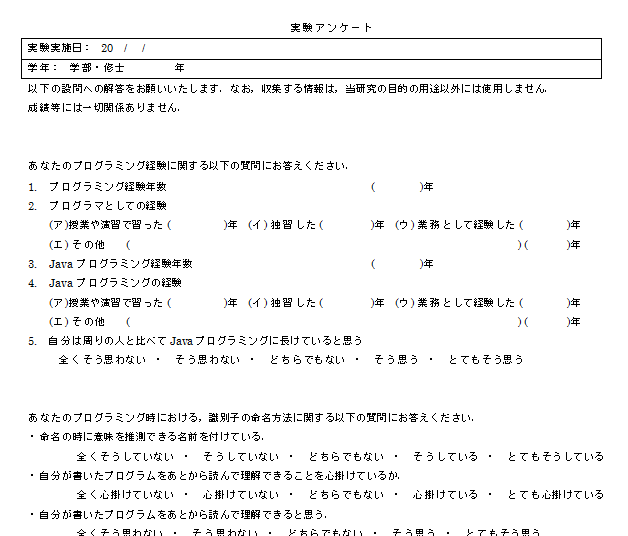 実験アンケート
実験実施日： 20 / /
学年： 学部・修士 年
以下の設問への解答をお願いいたします．なお，収集する情報は，当研究の目的の用途以外には使用しません．
成績等には一切関係ありません．
あなたのプログラミング経験に関する以下の質問にお答えください．
1. プログラミング経験年数 ( )年
2. プログラマとしての経験
(ア)授業や演習で習った ( )年 (イ)独習した ( )年 (ウ)業務として経験した ( )年
(エ)その他 ( ) ( )年
3. Java プログラミング経験年数 ( )年
4. Java プログラミングの経験
(ア)授業や演習で習った ( )年 (イ)独習した ( )年 (ウ)業務として経験した ( )年
(エ)その他 ( ) ( )年
5. 自分は周りの人と比べて Java プログラミングに長けていると思う
全くそう思わない ・ そう思わない ・ どちらでもない ・ そう思う ・ とてもそう思う
あなたのプログラミング時における，識別子の命名方法に関する以下の質問にお答えください．
・命名の時に意味を推測できる名前を付けている．
全くそうしていない ・ そうしていない ・ どちらでもない ・ そうしている ・ とてもそうしている
・自分が書いたプログラムをあとから読んで理解できることを心掛けているか．
全く心掛けていない ・ 心掛けていない ・ どちらでもない ・ 心掛けている ・ とても心掛けている
・自分が書いたプログラムをあとから読んで理解できると思う．
全くそう思わない ・ そう思わない ・ どちらでもない ・ そう思う ・ とてもそう思う